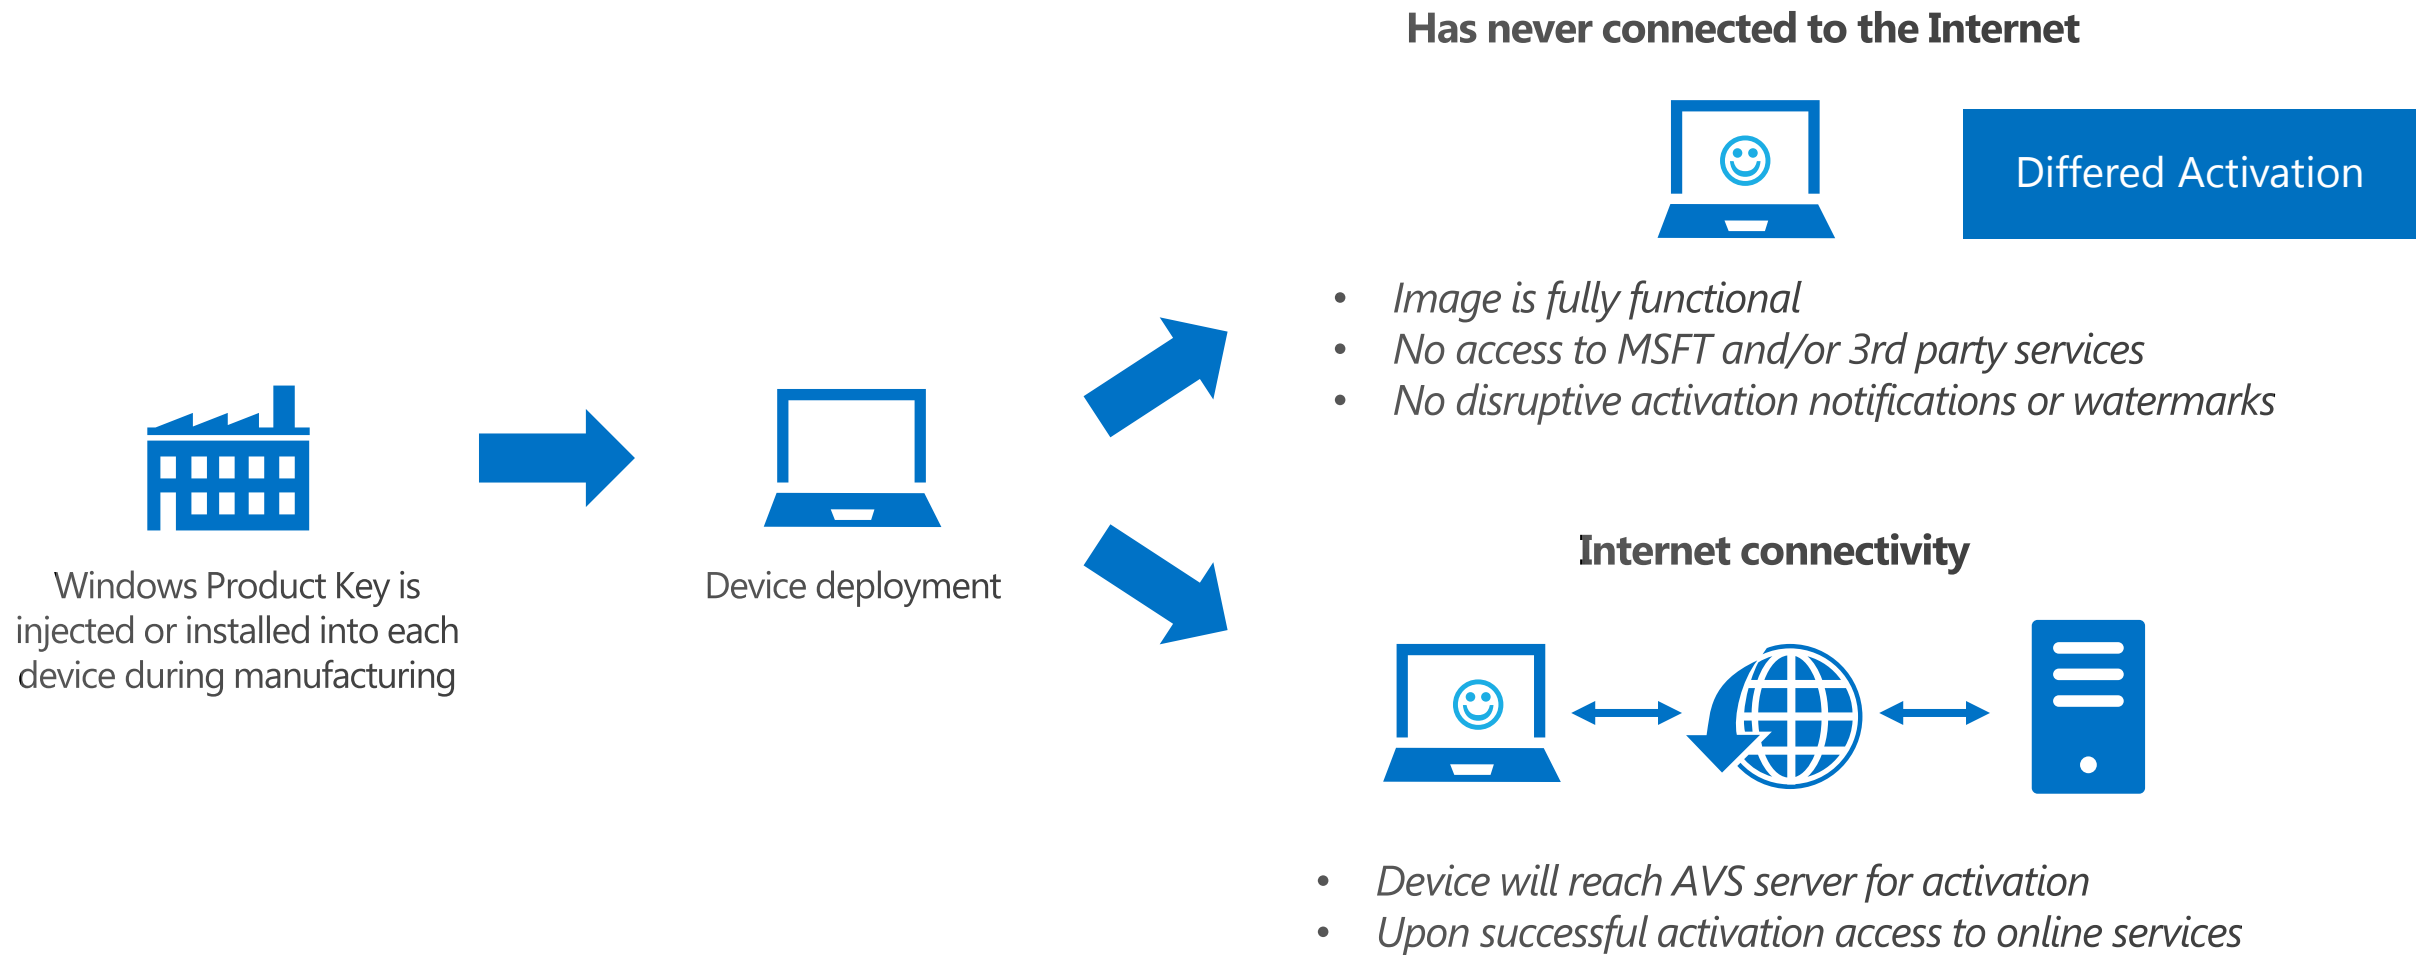 Has never connected to the Internet
Differed Activation
• Image is fully functional
• No access to MSFT and/or 3rd party services
• No disruptive activation notifications or watermarks
Windows Product Key is
injected or installed into each
device during manufacturing
Device deployment
Internet connectivity
• Device will reach AVS server for activation
• Upon successful activation access to online services